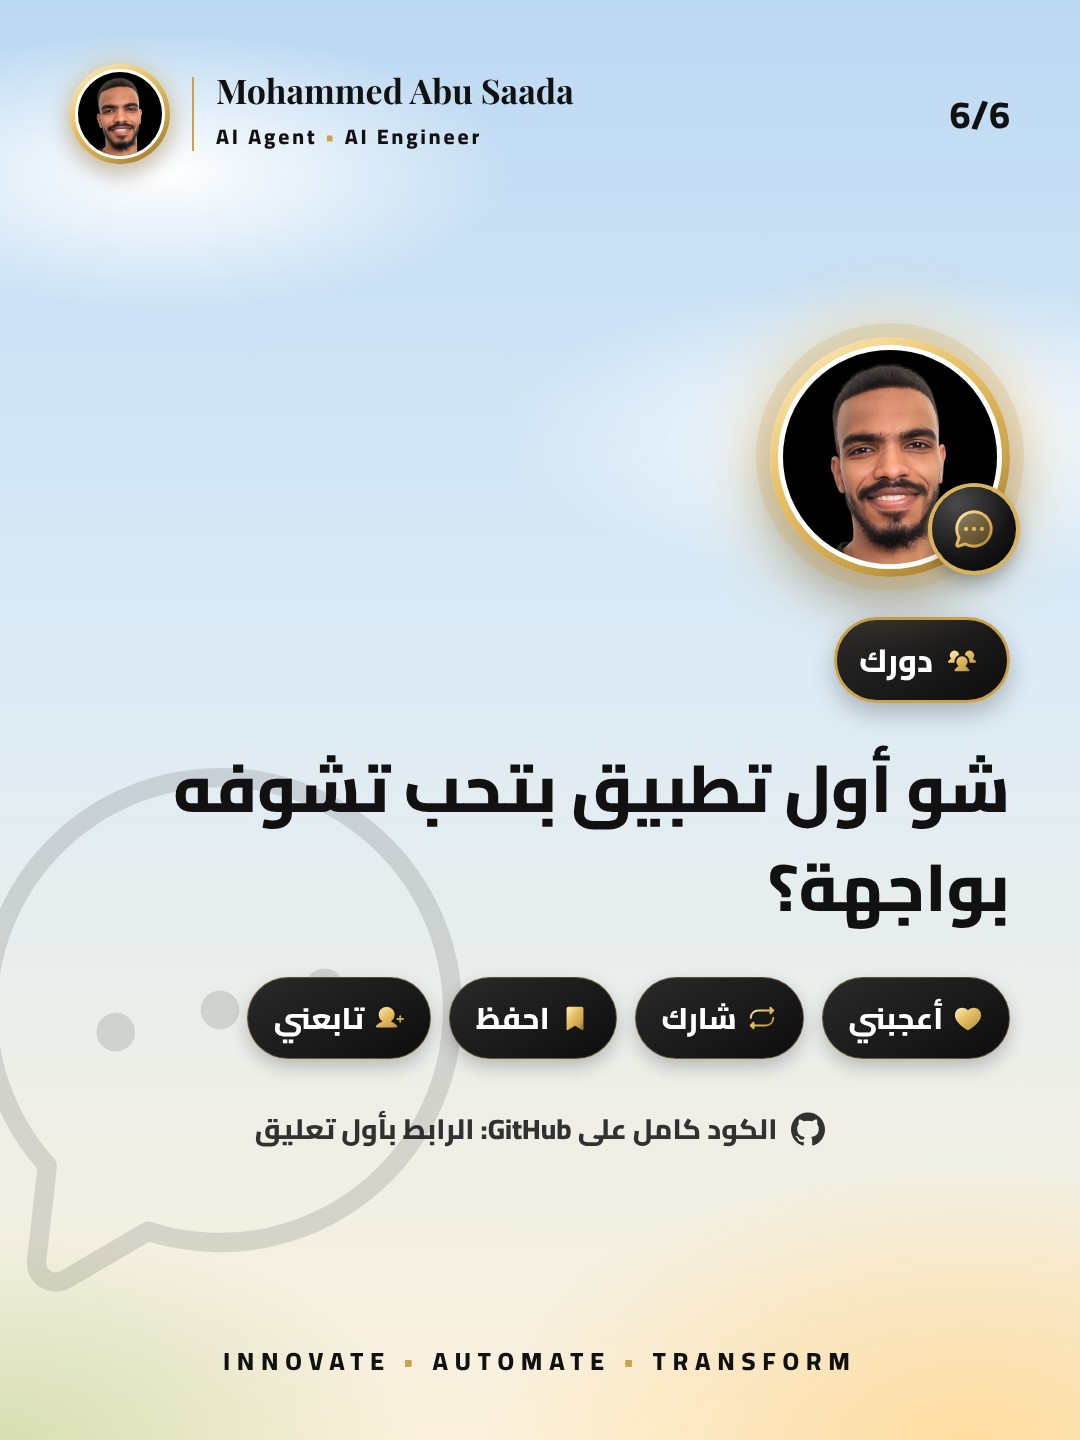 Mohammed Abu Saada
AI Agent ▪ AI Engineer
6/6
دورك
شو أول تطبيق بتحب تشوفه
بواجهة؟
أعجبني
شارك
احفظ
تابعني
الكود كامل على GitHub: الرابط بأول تعليق
INNOVATE ▪ AUTOMATE ▪ TRANSFORM